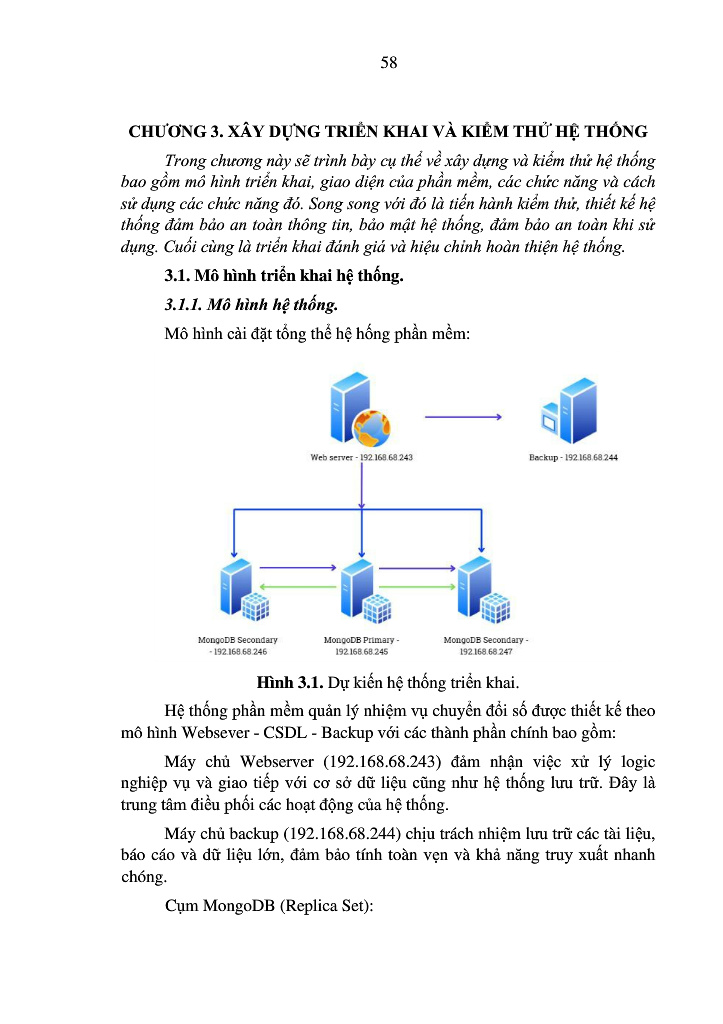 58
CHƯƠNG 3. XÂY DỰNG TRIỂN KHAI VÀ KIỂM THỬ HỆ THỐNG
Trong chương này sẽ trình bày cụ thể về xây dựng và kiểm thử hệ thống
bao gồm mô hình triển khai, giao diện của phần mềm, các chức năng và cách
sử dụng các chức năng đó. Song song với đó là tiến hành kiểm thử, thiết kế hệ
thống đảm bảo an toàn thông tin, bảo mật hệ thống, đảm bảo an toàn khi sử
dụng. Cuối cùng là triển khai đánh giá và hiệu chỉnh hoàn thiện hệ thống.
3.1. Mô hình triển khai hệ thống.
3.1.1. Mô hình hệ thống.
Mô hình cài đặt tổng thể hệ hống phần mềm:
Web server - 192.168.68.243
Backup - 192.168.68.244
MongoDB Secondary
- 192.168.68.246
MongoDB Primary -
192.168.68.245
MongoDB Secondary -
192.168.68.247
Hình 3.1. Dự kiến hệ thống triển khai.
Hệ thống phần mềm quản lý nhiệm vụ chuyển đổi số được thiết kế theo
mô hình Websever - CSDL - Backup với các thành phần chính bao gồm:
Máy chủ Webserver (192.168.68.243) đảm nhận việc xử lý logic
nghiệp vụ và giao tiếp với cơ sở dữ liệu cũng như hệ thống lưu trữ. Đây là
trung tâm điều phối các hoạt động của hệ thống.
Máy chủ backup (192.168.68.244) chịu trách nhiệm lưu trữ các tài liệu,
báo cáo và dữ liệu lớn, đảm bảo tính toàn vẹn và khả năng truy xuất nhanh
chóng.
Cụm MongoDB (Replica Set):